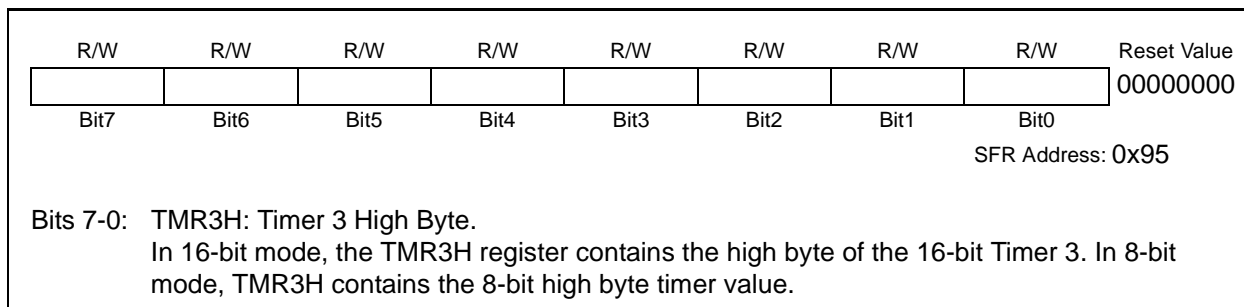 R/W R/W R/W R/W R/W R/W R/W R/W Reset Value
00000000
Bit7 Bit6 Bit5 Bit4 Bit3 Bit2 Bit1 Bit0
SFR Address: 0x95
Bits 7-0: TMR3H: Timer 3 High Byte.
In 16-bit mode, the TMR3H register contains the high byte of the 16-bit Timer 3. In 8-bit
mode, TMR3H contains the 8-bit high byte timer value.